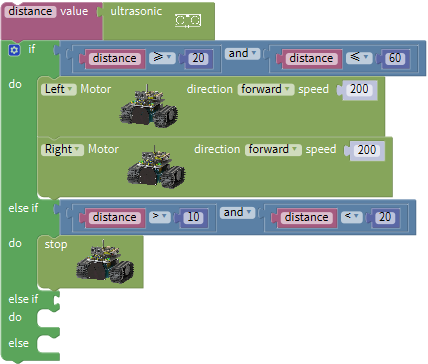 distance value ultrasonic
if distance ≥ 20 and distance ≤ 60
do Left Motor direction forward speed 200
Right Motor direction forward speed 200
else if distance > 10 and distance < 20
do stop
else if
do
else